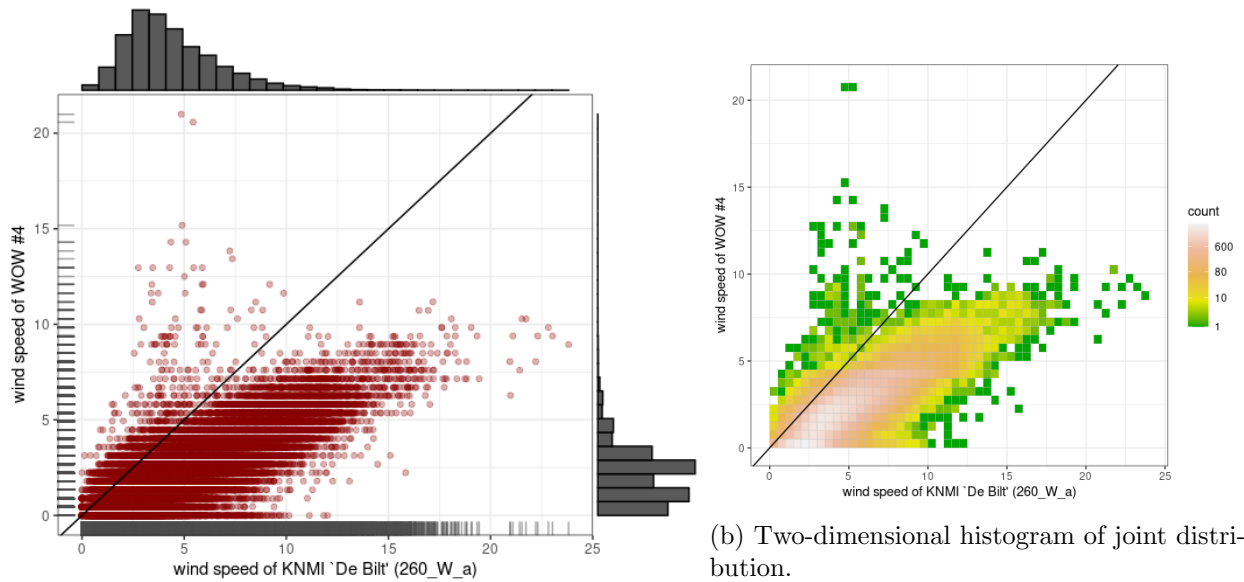 20
15
10
5
0
wind speed of WOW #4
0 5 10 15 20 25
wind speed of KNMI `De Bilt' (260_W_a)
20
15
10
5
0
wind speed of WOW #4
0 5 10 15 20 25
wind speed of KNMI `De Bilt' (260_W_a)
count
600
80
10
1
(b) Two-dimensional histogram of joint distri-
bution.